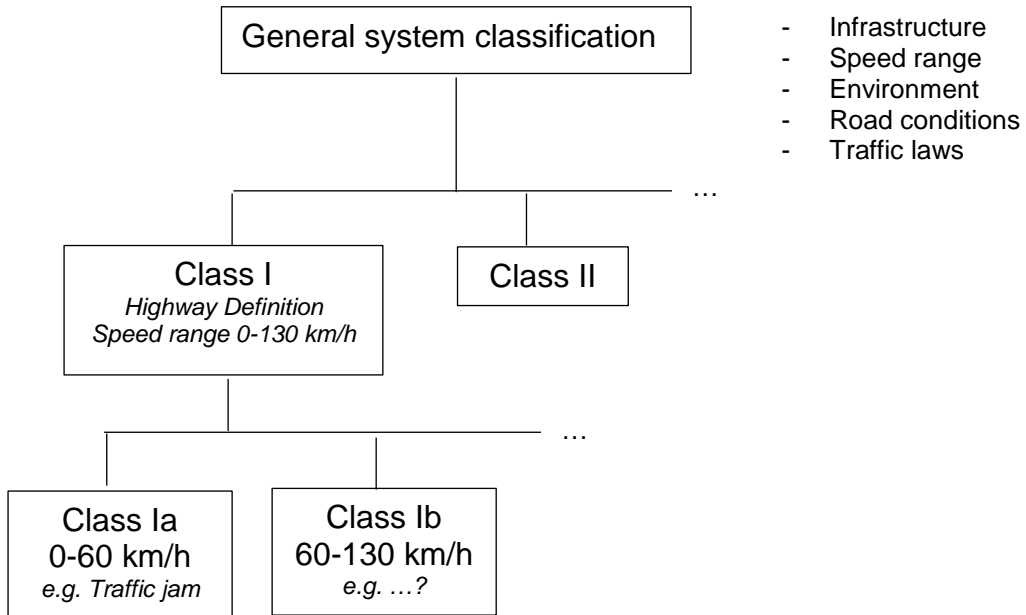 General system classification
- Infrastructure
- Speed range
- Environment
- Road conditions
- Traffic laws
…
Class I
Highway Definition
Speed range 0-130 km/h
Class II
…
Class Ia
0-60 km/h
e.g. Traffic jam
Class Ib
60-130 km/h
e.g. …?